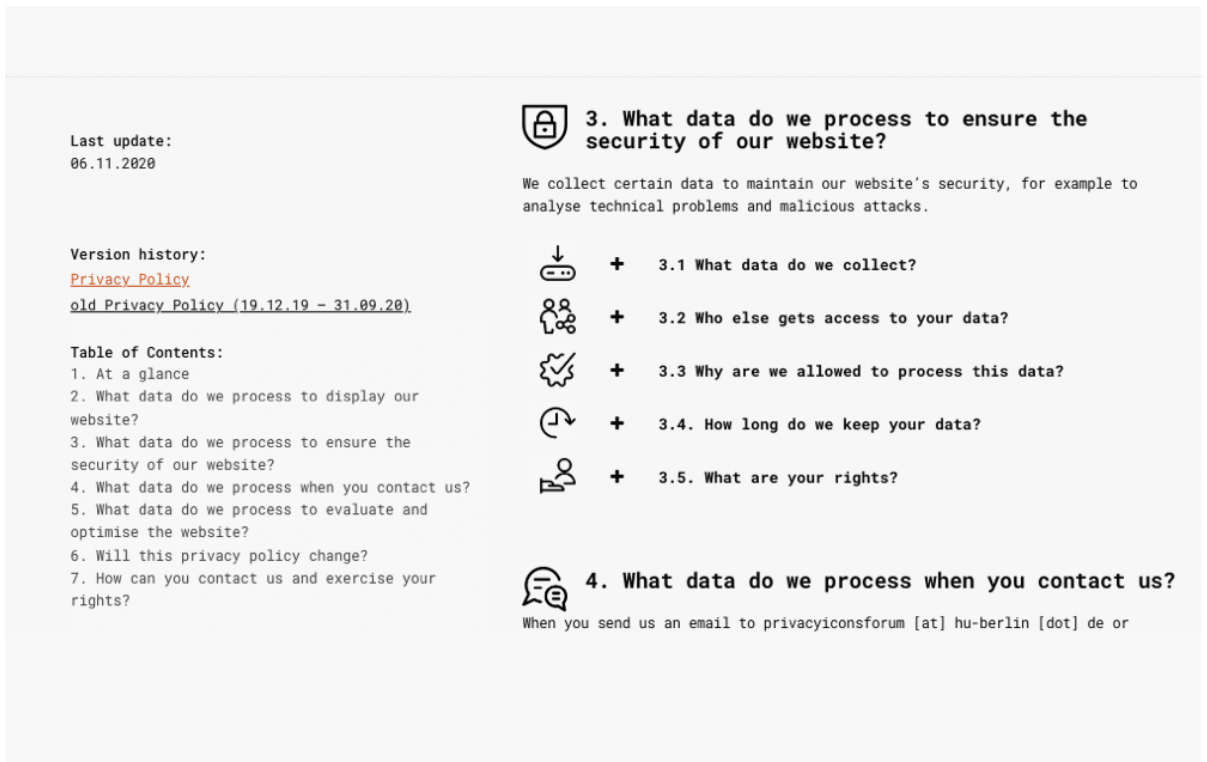 Last update:
06.11.2020
Version history:
Privacy Policy
old Privacy Policy (19.12.19 – 31.09.20)
Table of Contents:
1. At a glance
2. What data do we process to display our
website?
3. What data do we process to ensure the
security of our website?
4. What data do we process when you contact us?
5. What data do we process to evaluate and
optimise the website?
6. Will this privacy policy change?
7. How can you contact us and exercise your
rights?
3. What data do we process to ensure the
security of our website?
We collect certain data to maintain our website’s security, for example to
analyse technical problems and malicious attacks.
+ 3.1 What data do we collect?
+ 3.2 Who else gets access to your data?
+ 3.3 Why are we allowed to process this data?
+ 3.4. How long do we keep your data?
+ 3.5. What are your rights?
4. What data do we process when you contact us?
When you send us an email to privacyiconsforum [at] hu-berlin [dot] de or